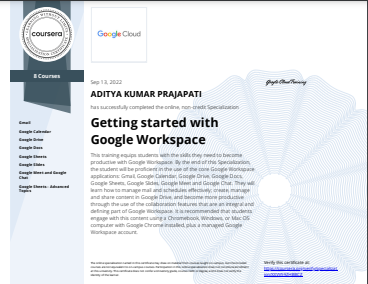 coursera
Google Cloud
8 Courses
Sep 13, 2022
ADITYA KUMAR PRAJAPATI
has successfully completed the online, non-credit Specialization
Getting started with
Google Workspace
This training equips students with the skills they need to become
productive with Google Workspace. By the end of this Specialization,
the student will be proficient in the use of the core Google Workspace
applications: Gmail, Google Calendar, Google Drive, Google Docs,
Google Sheets, Google Slides, Google Meet and Google Chat. They will
learn how to manage mail and schedules effectively; create, manage
and share content in Google Drive, and become more productive
through the use of the collaboration features that are an integral and
defining part of Google Workspace. It is recommended that students
engage with this content using a Chromebook, Windows, or Mac OS
computer with Google Chrome installed, plus a managed Google
Workspace account.
Gmail
Google Calendar
Google Drive
Google Docs
Google Sheets
Google Slides
Google Meet and Google
Chat
Google Sheets - Advanced
Topics
Google Cloud Training
Verify this certificate at: